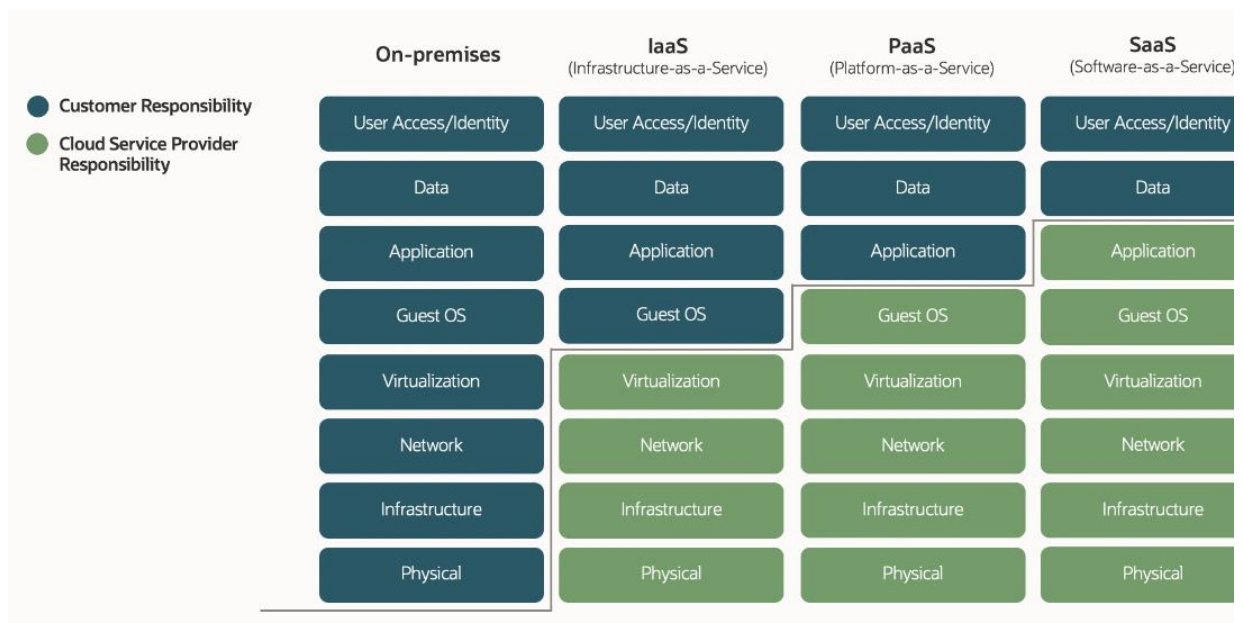 On-premises
IaaS
(Infrastructure-as-a-Service)
PaaS
(Platform-as-a-Service)
SaaS
(Software-as-a-Service)
Customer Responsibility
Cloud Service Provider
Responsibility
User Access/Identity
User Access/Identity
User Access/Identity
User Access/Identity
Data
Data
Data
Data
Application
Application
Application
Application
Guest OS
Guest OS
Guest OS
Guest OS
Virtualization
Virtualization
Virtualization
Virtualization
Network
Network
Network
Network
Infrastructure
Infrastructure
Infrastructure
Infrastructure
Physical
Physical
Physical
Physical